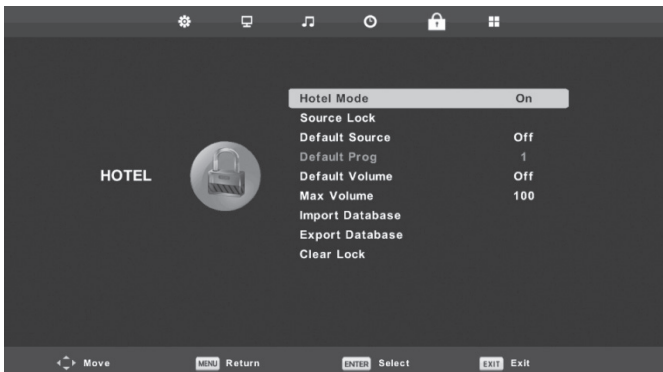 Hotel Mode On
Source Lock
Default Source Off
Default Prog 1
HOTEL
Default Volume Off
Max Volume 100
Import Database
Export Database
Clear Lock
Move MENU Return ENTER Select EXIT Exit